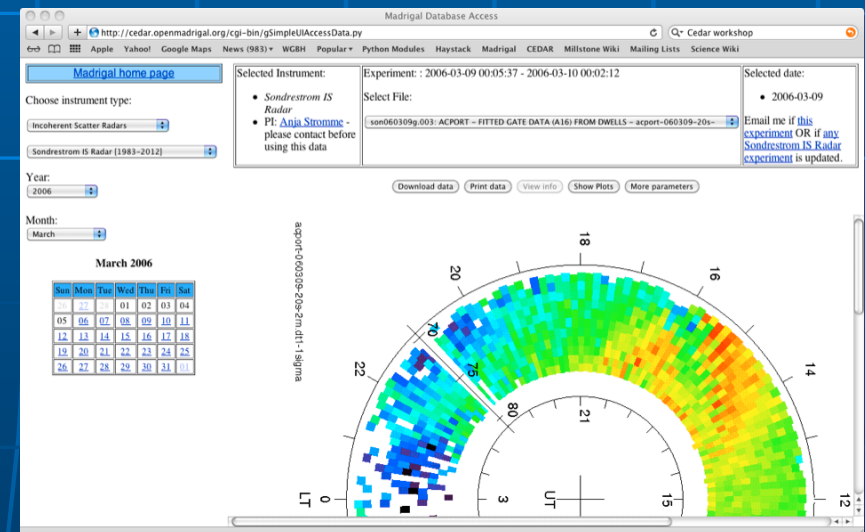 Madrigal Database Access
http://cedar.openmadrigal.org/cgi-bin/gSimpleUIAccessData.py
Cedar workshop
Apple Yahoo! Google Maps News (983) WGBH Popular Python Modules Haystack Madrigal CEDAR Millstone Wiki Mailing Lists Science Wiki
Madrigal home page
Choose instrument type:
Incoherent Scatter Radars
Sondrestrom IS Radar [1983-2012]
Year:
2006
Month:
March
March 2006
Sun Mon Tue Wed Thu Fri Sat
26 27 28 01 02 03 04
05 06 07 08 09 10 11
12 13 14 15 16 17 18
19 20 21 22 23 24 25
26 27 28 29 30 31 01
Selected Instrument:
• Sondrestrom IS
Radar
• PI: Anja Stromme -
please contact before
using this data
Experiment: : 2006-03-09 00:05:37 - 2006-03-10 00:02:12
Select File:
son060309g.003: ACPORT - FITTED GATE DATA (A16) FROM DWELLS - acport-060309-20s-
Selected date:
• 2006-03-09
Email me if this
experiment OR if any
Sondrestrom IS Radar
experiment is updated.
Download data Print data View info Show Plots More parameters
acport-060309-20s-2m dt1-1sigma
18
20
16
22
14
70
75
80
21
LT 0
3
UT
15
12